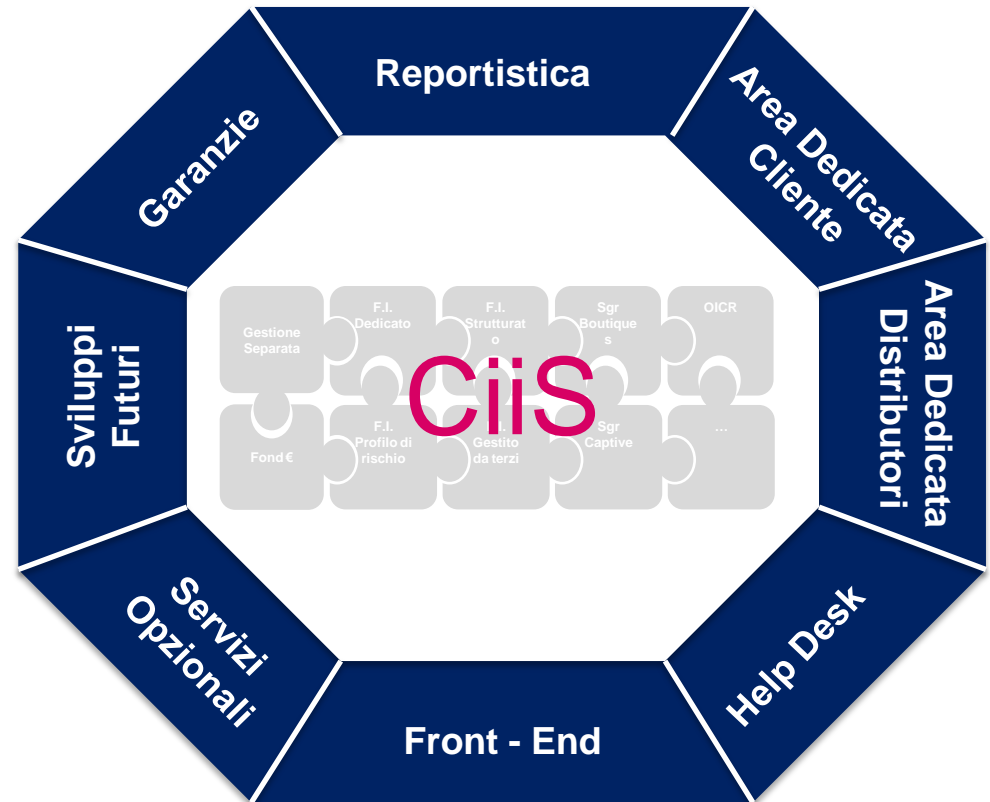 Reportistica
Area Dedicata
Cliente
Area Dedicata
Distributori
Help Desk
Front - End
Servizi
Opzionali
Sviluppi
Futuri
Garanzie
Gestione
Separata
F.I.
Dedicato
F.I.
Strutturat
o
Sgr
Boutique
s
OICR
CiiS
Fond €
F.I.
Profilo di
rischio
Gestito
da terzi
Sgr
Captive
...